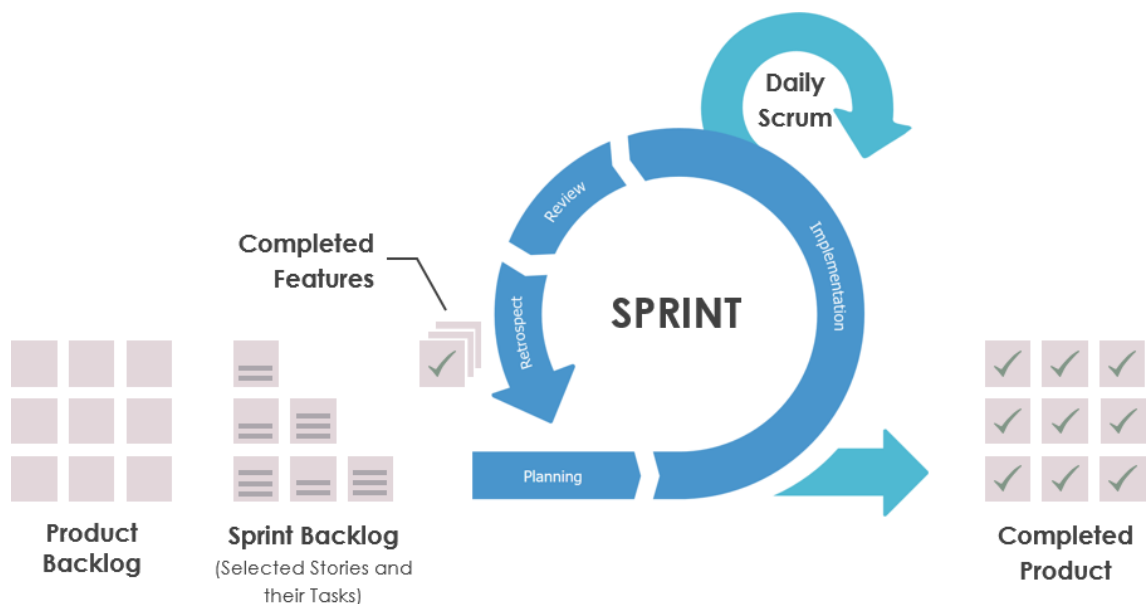 Daily
Scrum
Review
Implementation
Completed
Features
SPRINT
Retrospect
Planning
Product
Backlog
Sprint Backlog
(Selected Stories and
their Tasks)
Completed
Product